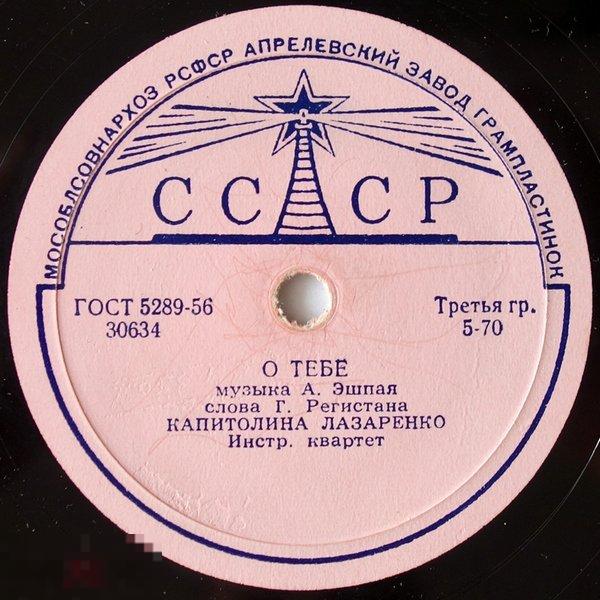 МОСОБЛСОВНАРХОЗ РСФСР АПРЕЛЕВСКИЙ ЗАВОД ГРАМПЛАСТИНОК
СССР
ГОСТ 5289-56
30634
Третья гр.
5-70
О ТЕБЕ
музыка А. Эшпая
слова Г. Регистана
КАПИТОЛИНА ЛАЗАРЕНКО
Инстр. квартет